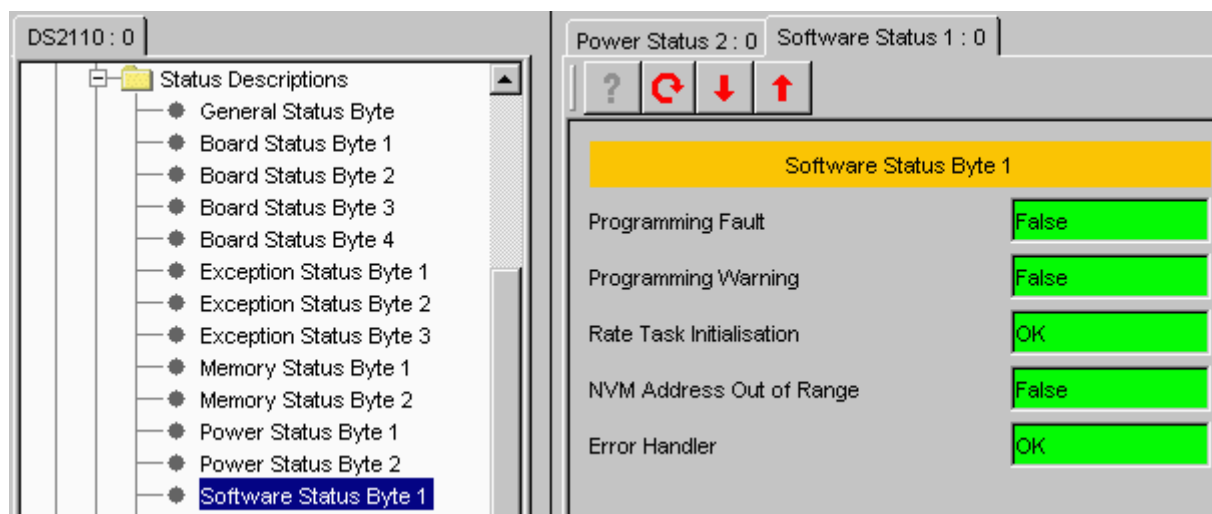 DS2110 : 0
Status Descriptions
General Status Byte
Board Status Byte 1
Board Status Byte 2
Board Status Byte 3
Board Status Byte 4
Exception Status Byte 1
Exception Status Byte 2
Exception Status Byte 3
Memory Status Byte 1
Memory Status Byte 2
Power Status Byte 1
Power Status Byte 2
Software Status Byte 1
Power Status 2 : 0 Software Status 1 : 0
?
Software Status Byte 1
Programming Fault False
Programming Warning False
Rate Task Initialisation OK
NVM Address Out of Range False
Error Handler OK